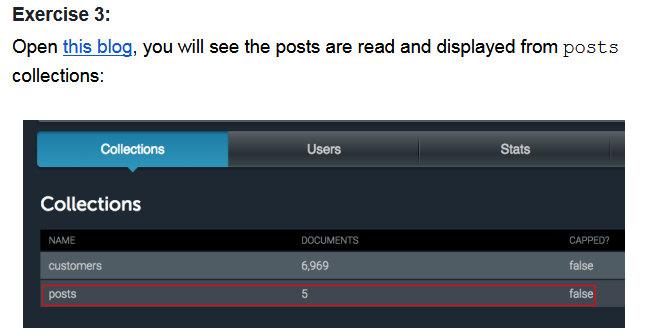 Exercise 3:
Open this blog, you will see the posts are read and displayed from posts
collections:
Collections Users Stats
Collections
NAME DOCUMENTS CAPPED?
customers 6,969 false
posts 5 false